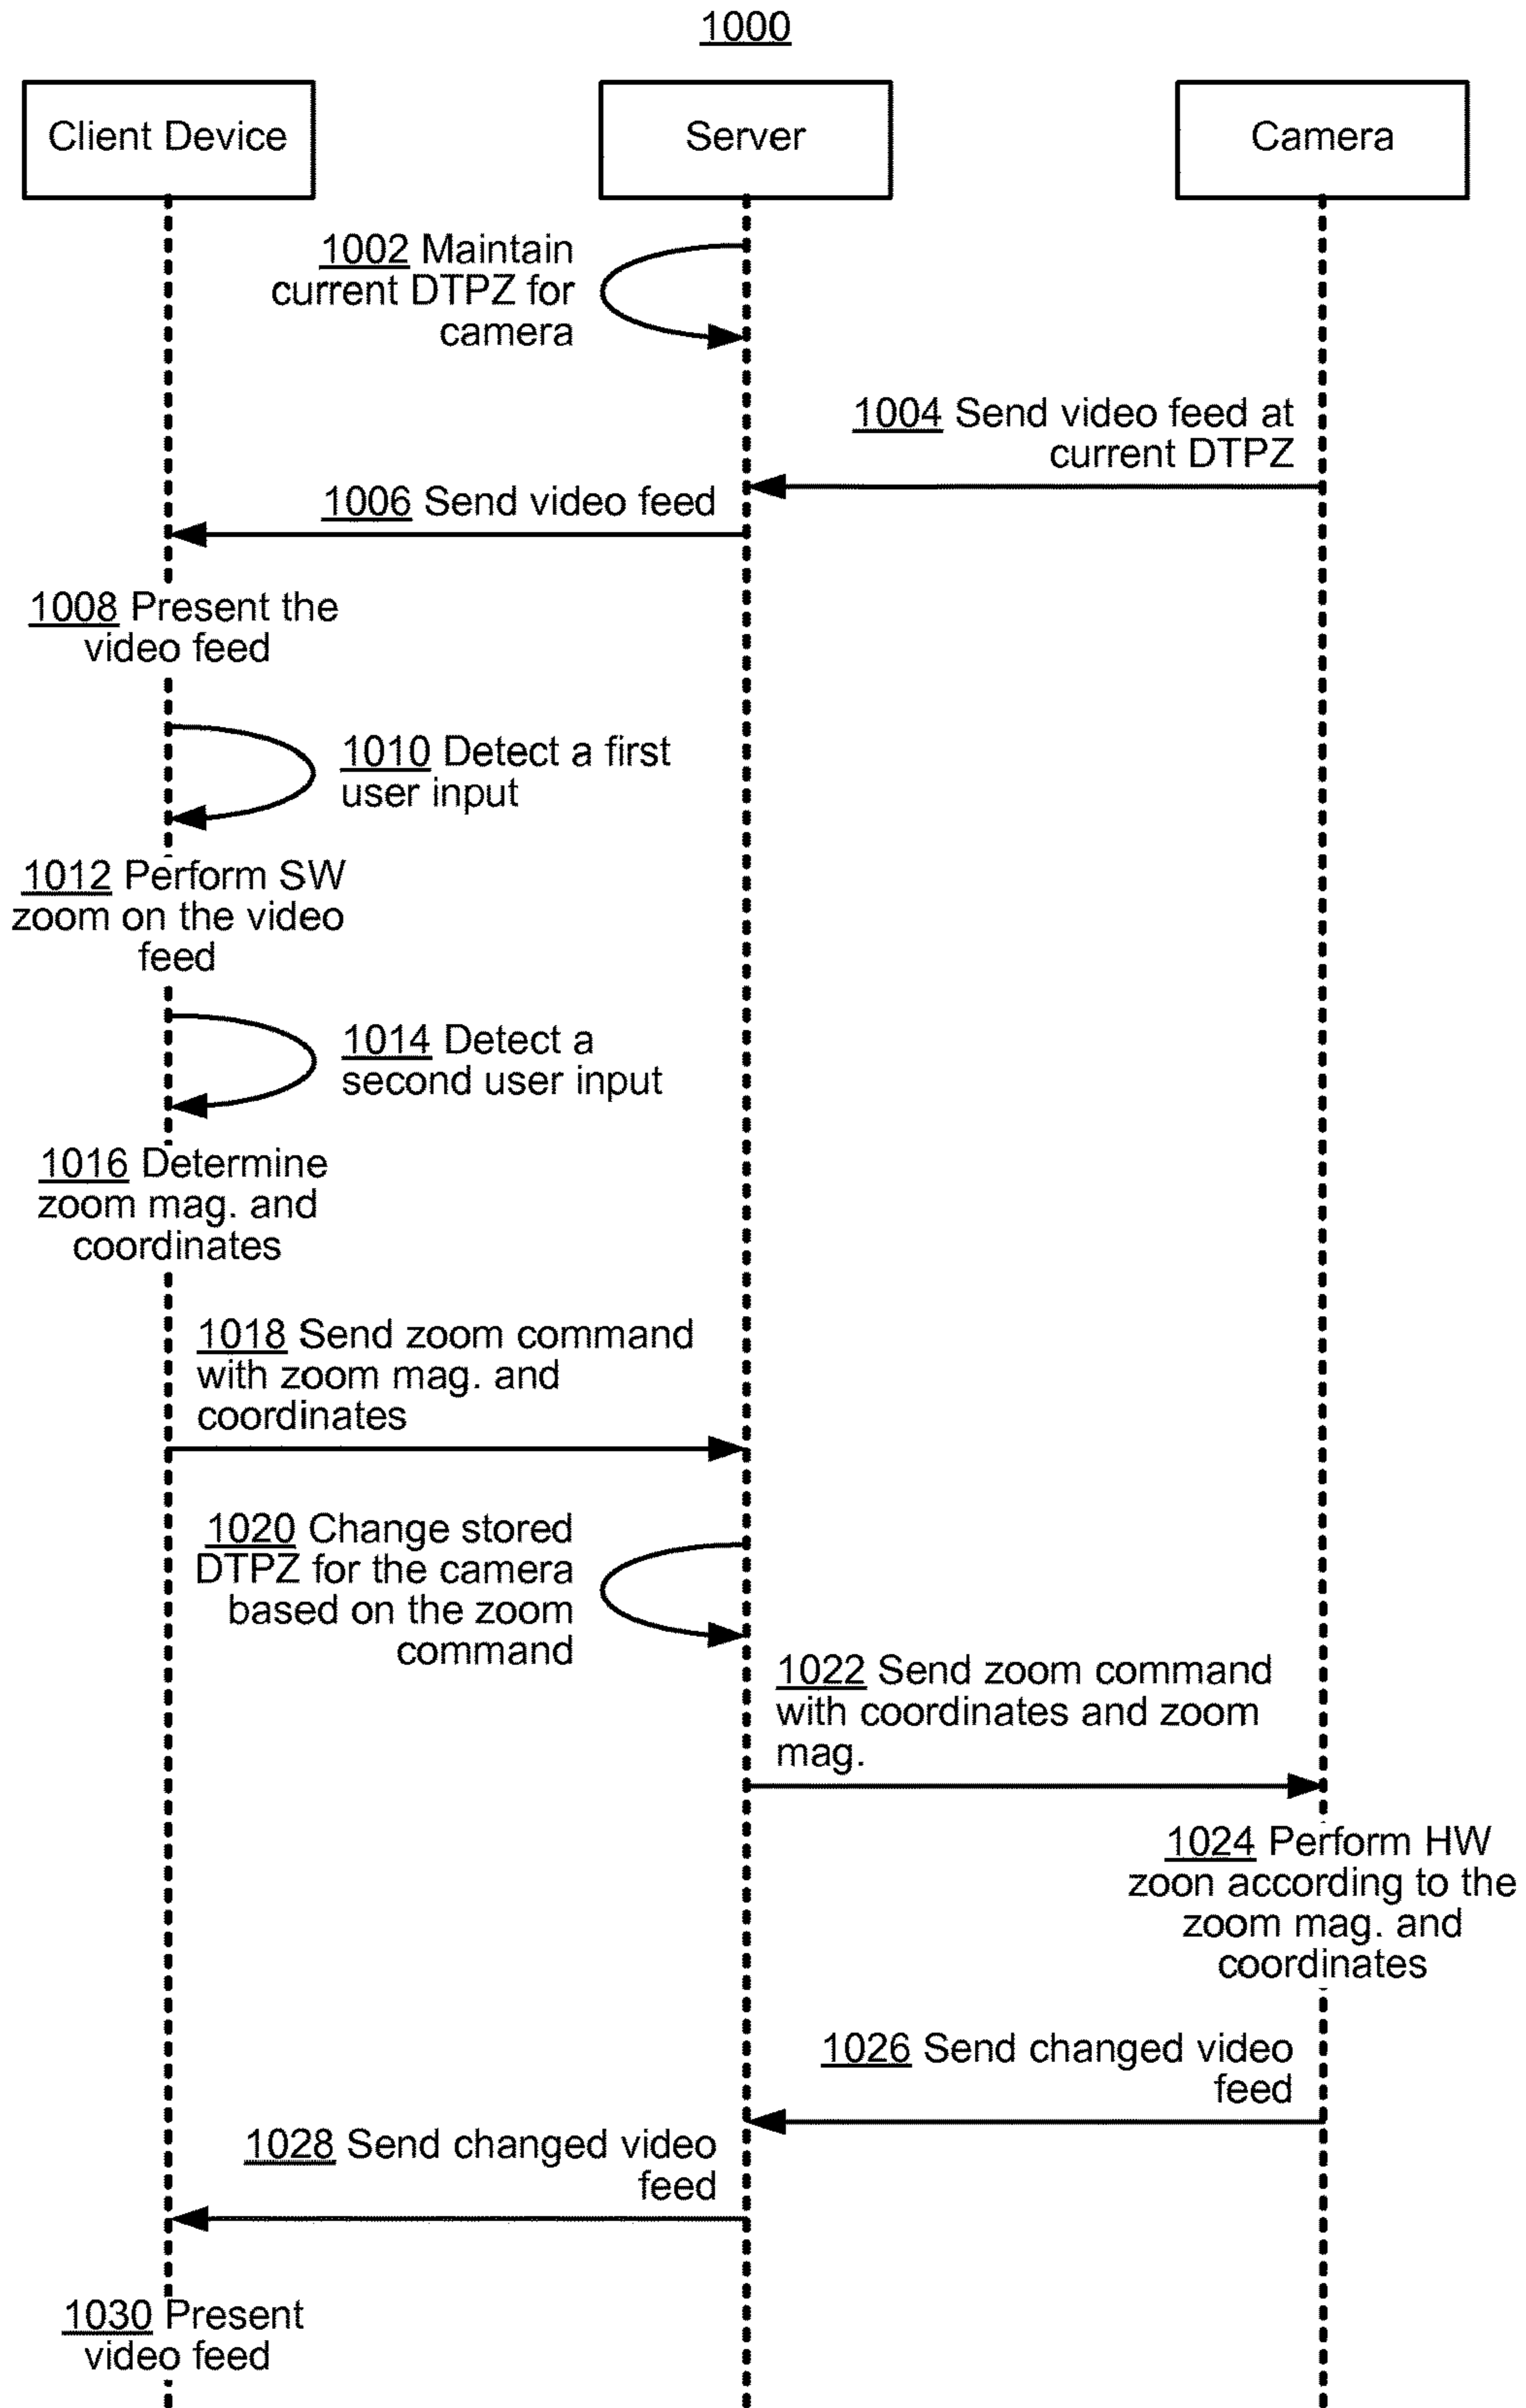 1000
Client Device
Server
Camera
1002 Maintain
current DTPZ for
camera
1004 Send video feed at
current DTPZ
1006 Send video feed
1008 Present the
video feed
1010 Detect a first
user input
1012 Perform SW
zoom on the video
feed
1014 Detect a
second user input
1016 Determine
zoom mag. and
coordinates
1018 Send zoom command
with zoom mag. and
coordinates
1020 Change stored
DTPZ for the camera
based on the zoom
command
1022 Send zoom command
with coordinates and zoom
mag.
1024 Perform HW
zoon according to the
zoom mag. and
coordinates
1026 Send changed video
feed
1028 Send changed video
feed
1030 Present
video feed